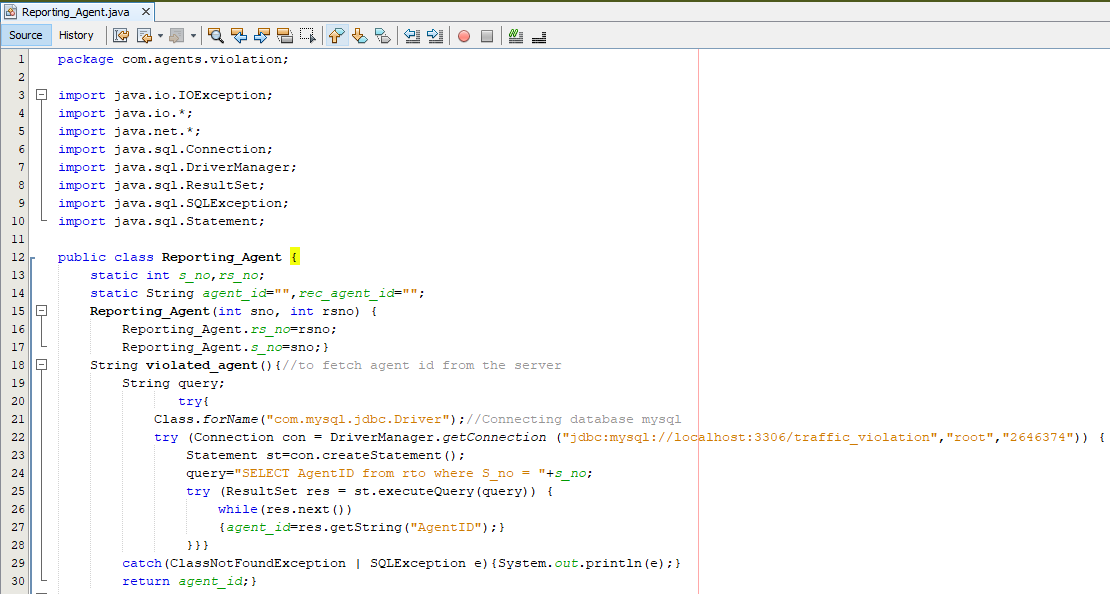 Reporting_Agent.java
Source History
1 package com.agents.violation;
2
3 import java.io.IOException;
4 import java.io.*;
5 import java.net.*;
6 import java.sql.Connection;
7 import java.sql.DriverManager;
8 import java.sql.ResultSet;
9 import java.sql.SQLException;
10 import java.sql.Statement;
11
12 public class Reporting_Agent {
13 static int s_no,rs_no;
14 static String agent_id="",rec_agent_id="";
15 Reporting_Agent(int sno, int rsno) {
16 Reporting_Agent.rs_no=rsno;
17 Reporting_Agent.s_no=sno;}
18 String violated_agent(){//to fetch agent id from the server
19 String query;
20 try{
21 Class.forName("com.mysql.jdbc.Driver");//Connecting database mysql
22 try (Connection con = DriverManager.getConnection ("jdbc:mysql://localhost:3306/traffic_violation","root","2646374")) {
23 Statement st=con.createStatement();
24 query="SELECT AgentID from rto where S_no = "+s_no;
25 try (ResultSet res = st.executeQuery(query)) {
26 while(res.next())
27 {agent_id=res.getString("AgentID");}
28 }}}
29 catch(ClassNotFoundException | SQLException e){System.out.println(e);}
30 return agent_id;}